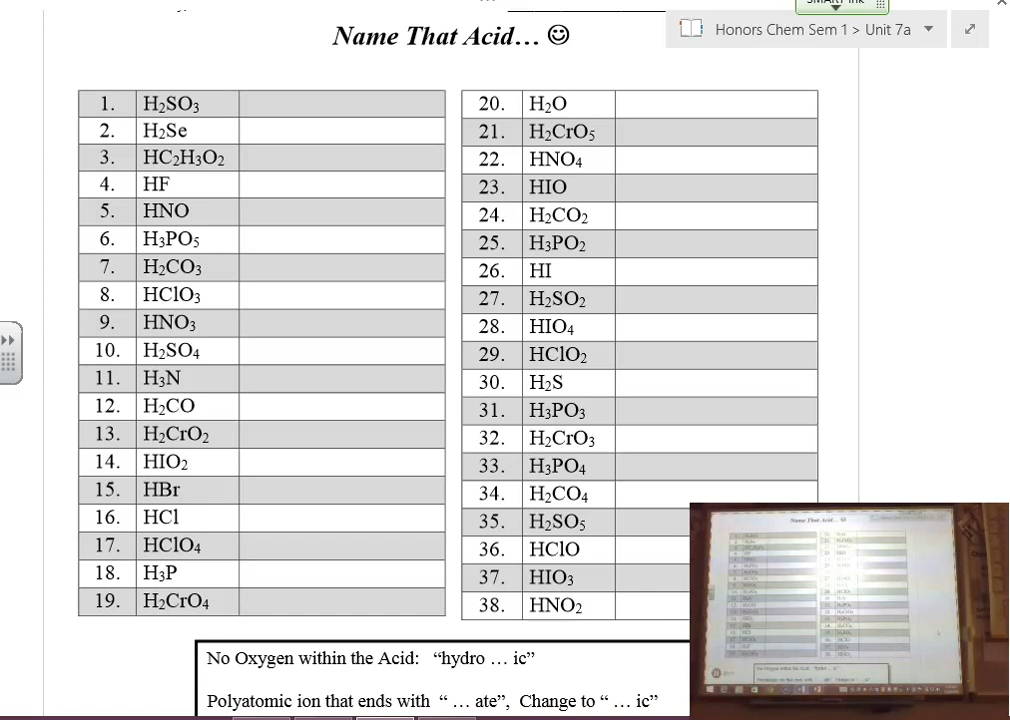 Name That Acid… ☺
Honors Chem Sem 1 > Unit 7a
1. H₂SO₃
2. H₂Se
3. HC₂H₃O₂
4. HF
5. HNO
6. H₃PO₅
7. H₂CO₃
8. HClO₃
9. HNO₃
10. H₂SO₄
11. H₃N
12. H₂CO
13. H₂CrO₂
14. HIO₂
15. HBr
16. HCl
17. HClO₄
18. H₃P
19. H₂CrO₄
20. H₂O
21. H₂CrO₅
22. HNO₄
23. HIO
24. H₂CO₂
25. H₃PO₂
26. HI
27. H₂SO₂
28. HIO₄
29. HClO₂
30. H₂S
31. H₃PO₃
32. H₂CrO₃
33. H₃PO₄
34. H₂CO₄
35. H₂SO₅
36. HClO
37. HIO₃
38. HNO₂
No Oxygen within the Acid: “hydro … ic”
Polyatomic ion that ends with “ … ate”, Change to “ … ic”
Name That Acid… ☺